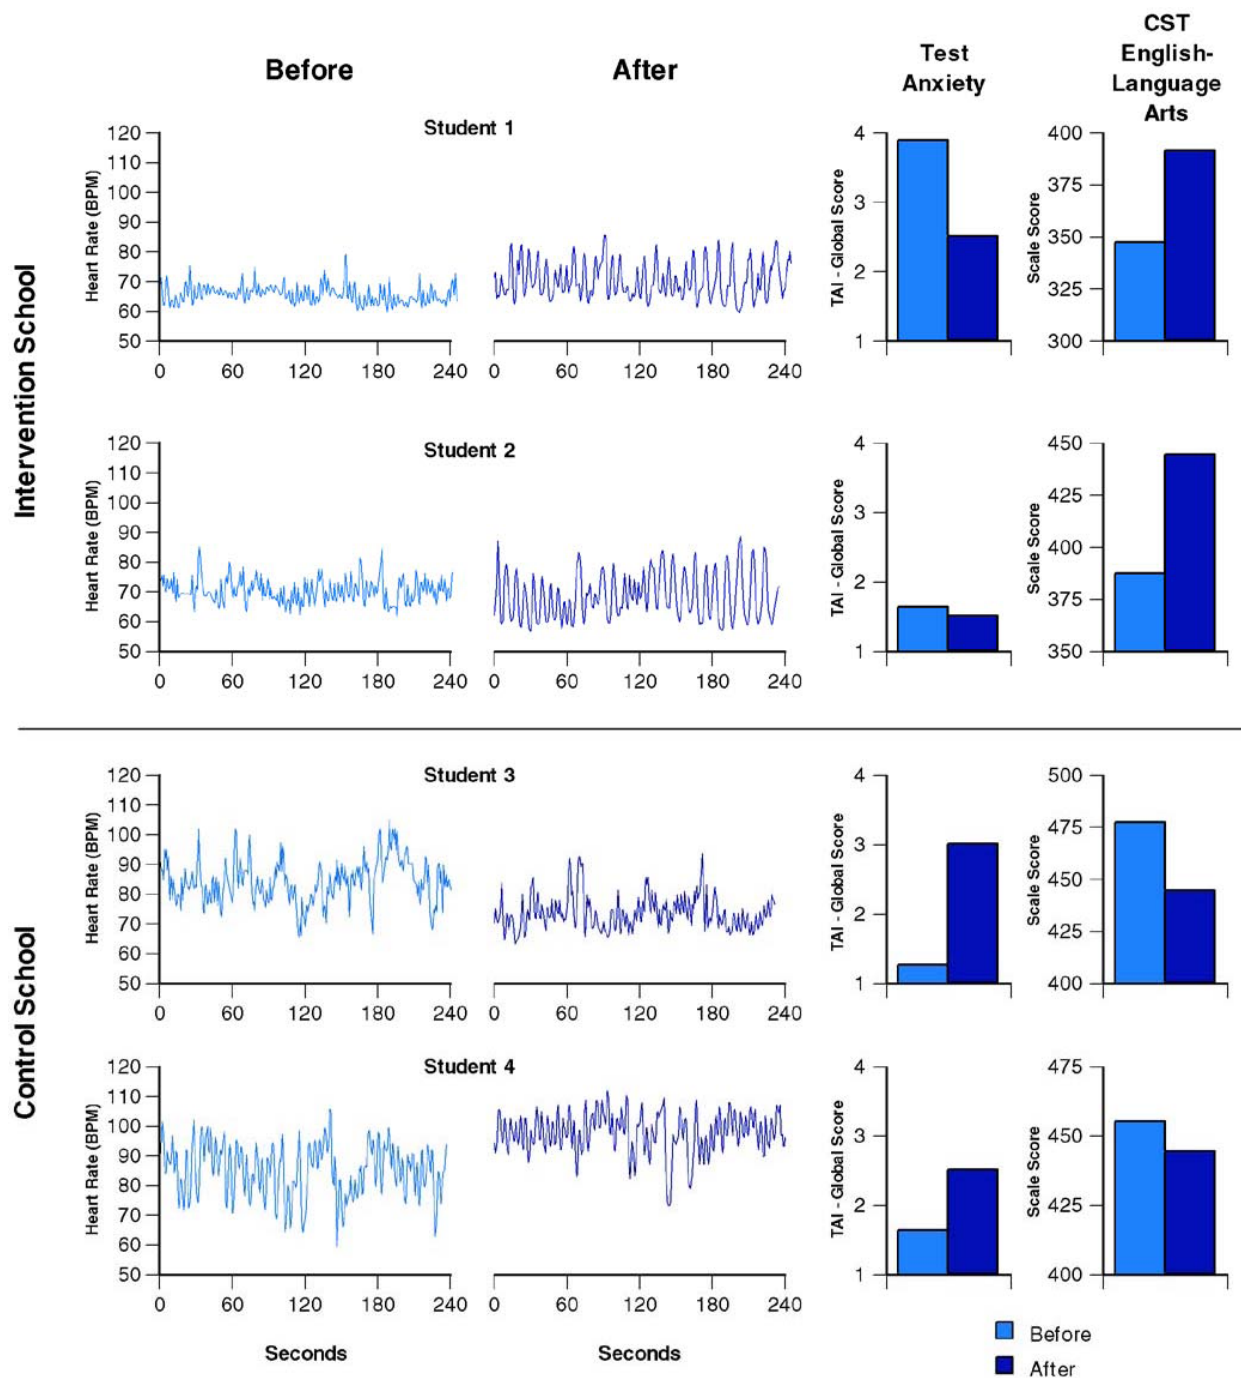 Before
After
Test
Anxiety
CST
English-
Language
Arts
Intervention School
Student 1
Heart Rate (BPM)
120
110
100
90
80
70
60
50
0 60 120 180 240
0 60 120 180 240
TAI - Global Score
4
3
2
1
Scale Score
400
375
350
325
300
Student 2
Heart Rate (BPM)
120
110
100
90
80
70
60
50
0 60 120 180 240
0 60 120 180 240
TAI - Global Score
4
3
2
1
Scale Score
450
425
400
375
350
Control School
Student 3
Heart Rate (BPM)
120
110
100
90
80
70
60
50
0 60 120 180 240
0 60 120 180 240
TAI - Global Score
4
3
2
1
Scale Score
500
475
450
425
400
Student 4
Heart Rate (BPM)
120
110
100
90
80
70
60
50
0 60 120 180 240
0 60 120 180 240
TAI - Global Score
4
3
2
1
Scale Score
475
450
425
400
Seconds
Seconds
Before
After